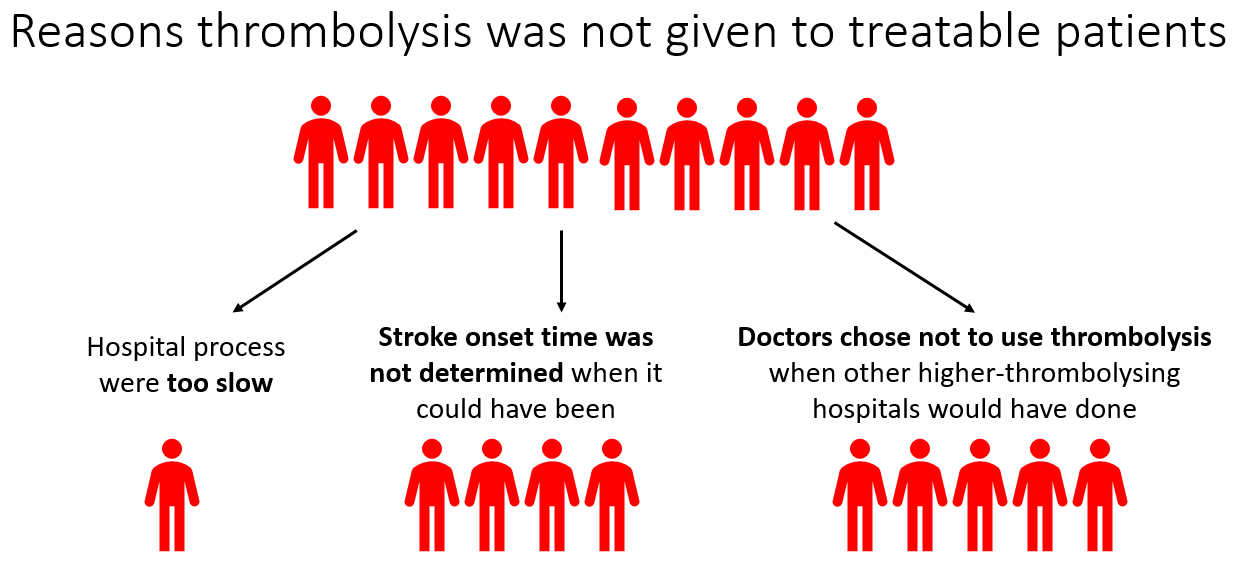 Reasons thrombolysis was not given to treatable patients
Hospital process
were too slow
Stroke onset time was
not determined when it
could have been
Doctors chose not to use thrombolysis
when other higher-thrombolysing
hospitals would have done